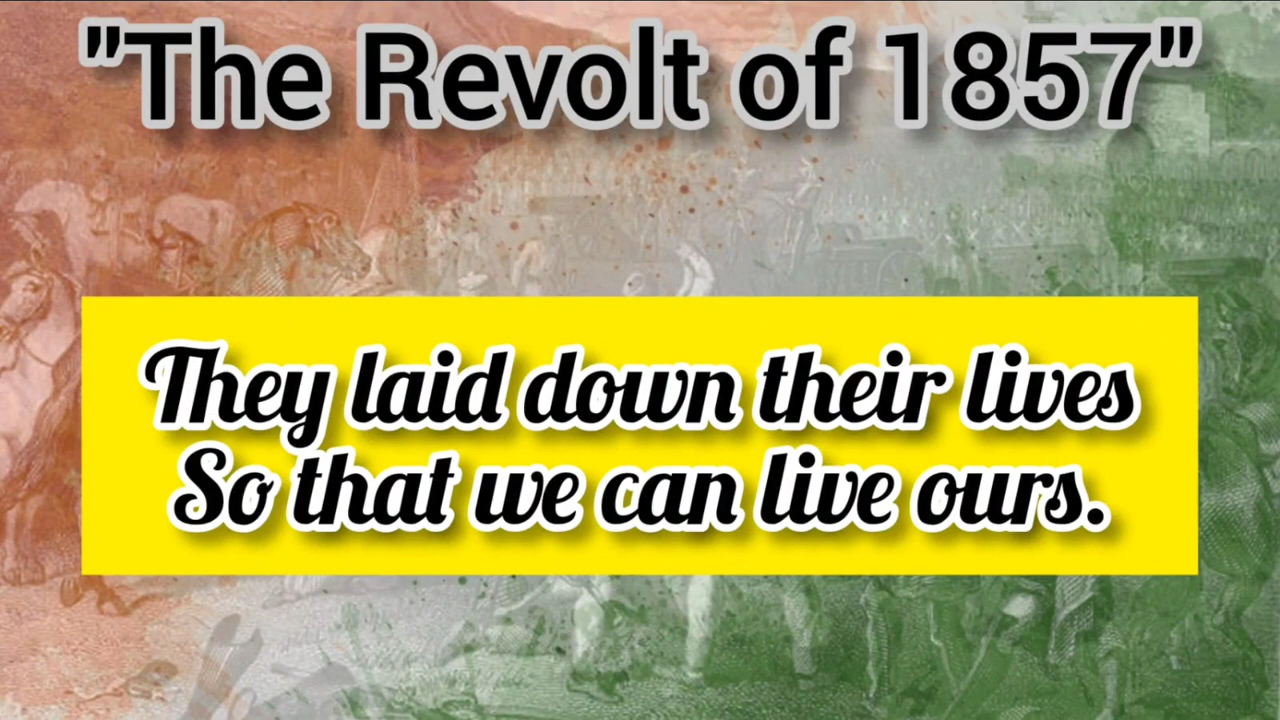 "The Revolt of 1857"
They laid down their lives
So that we can live ours.